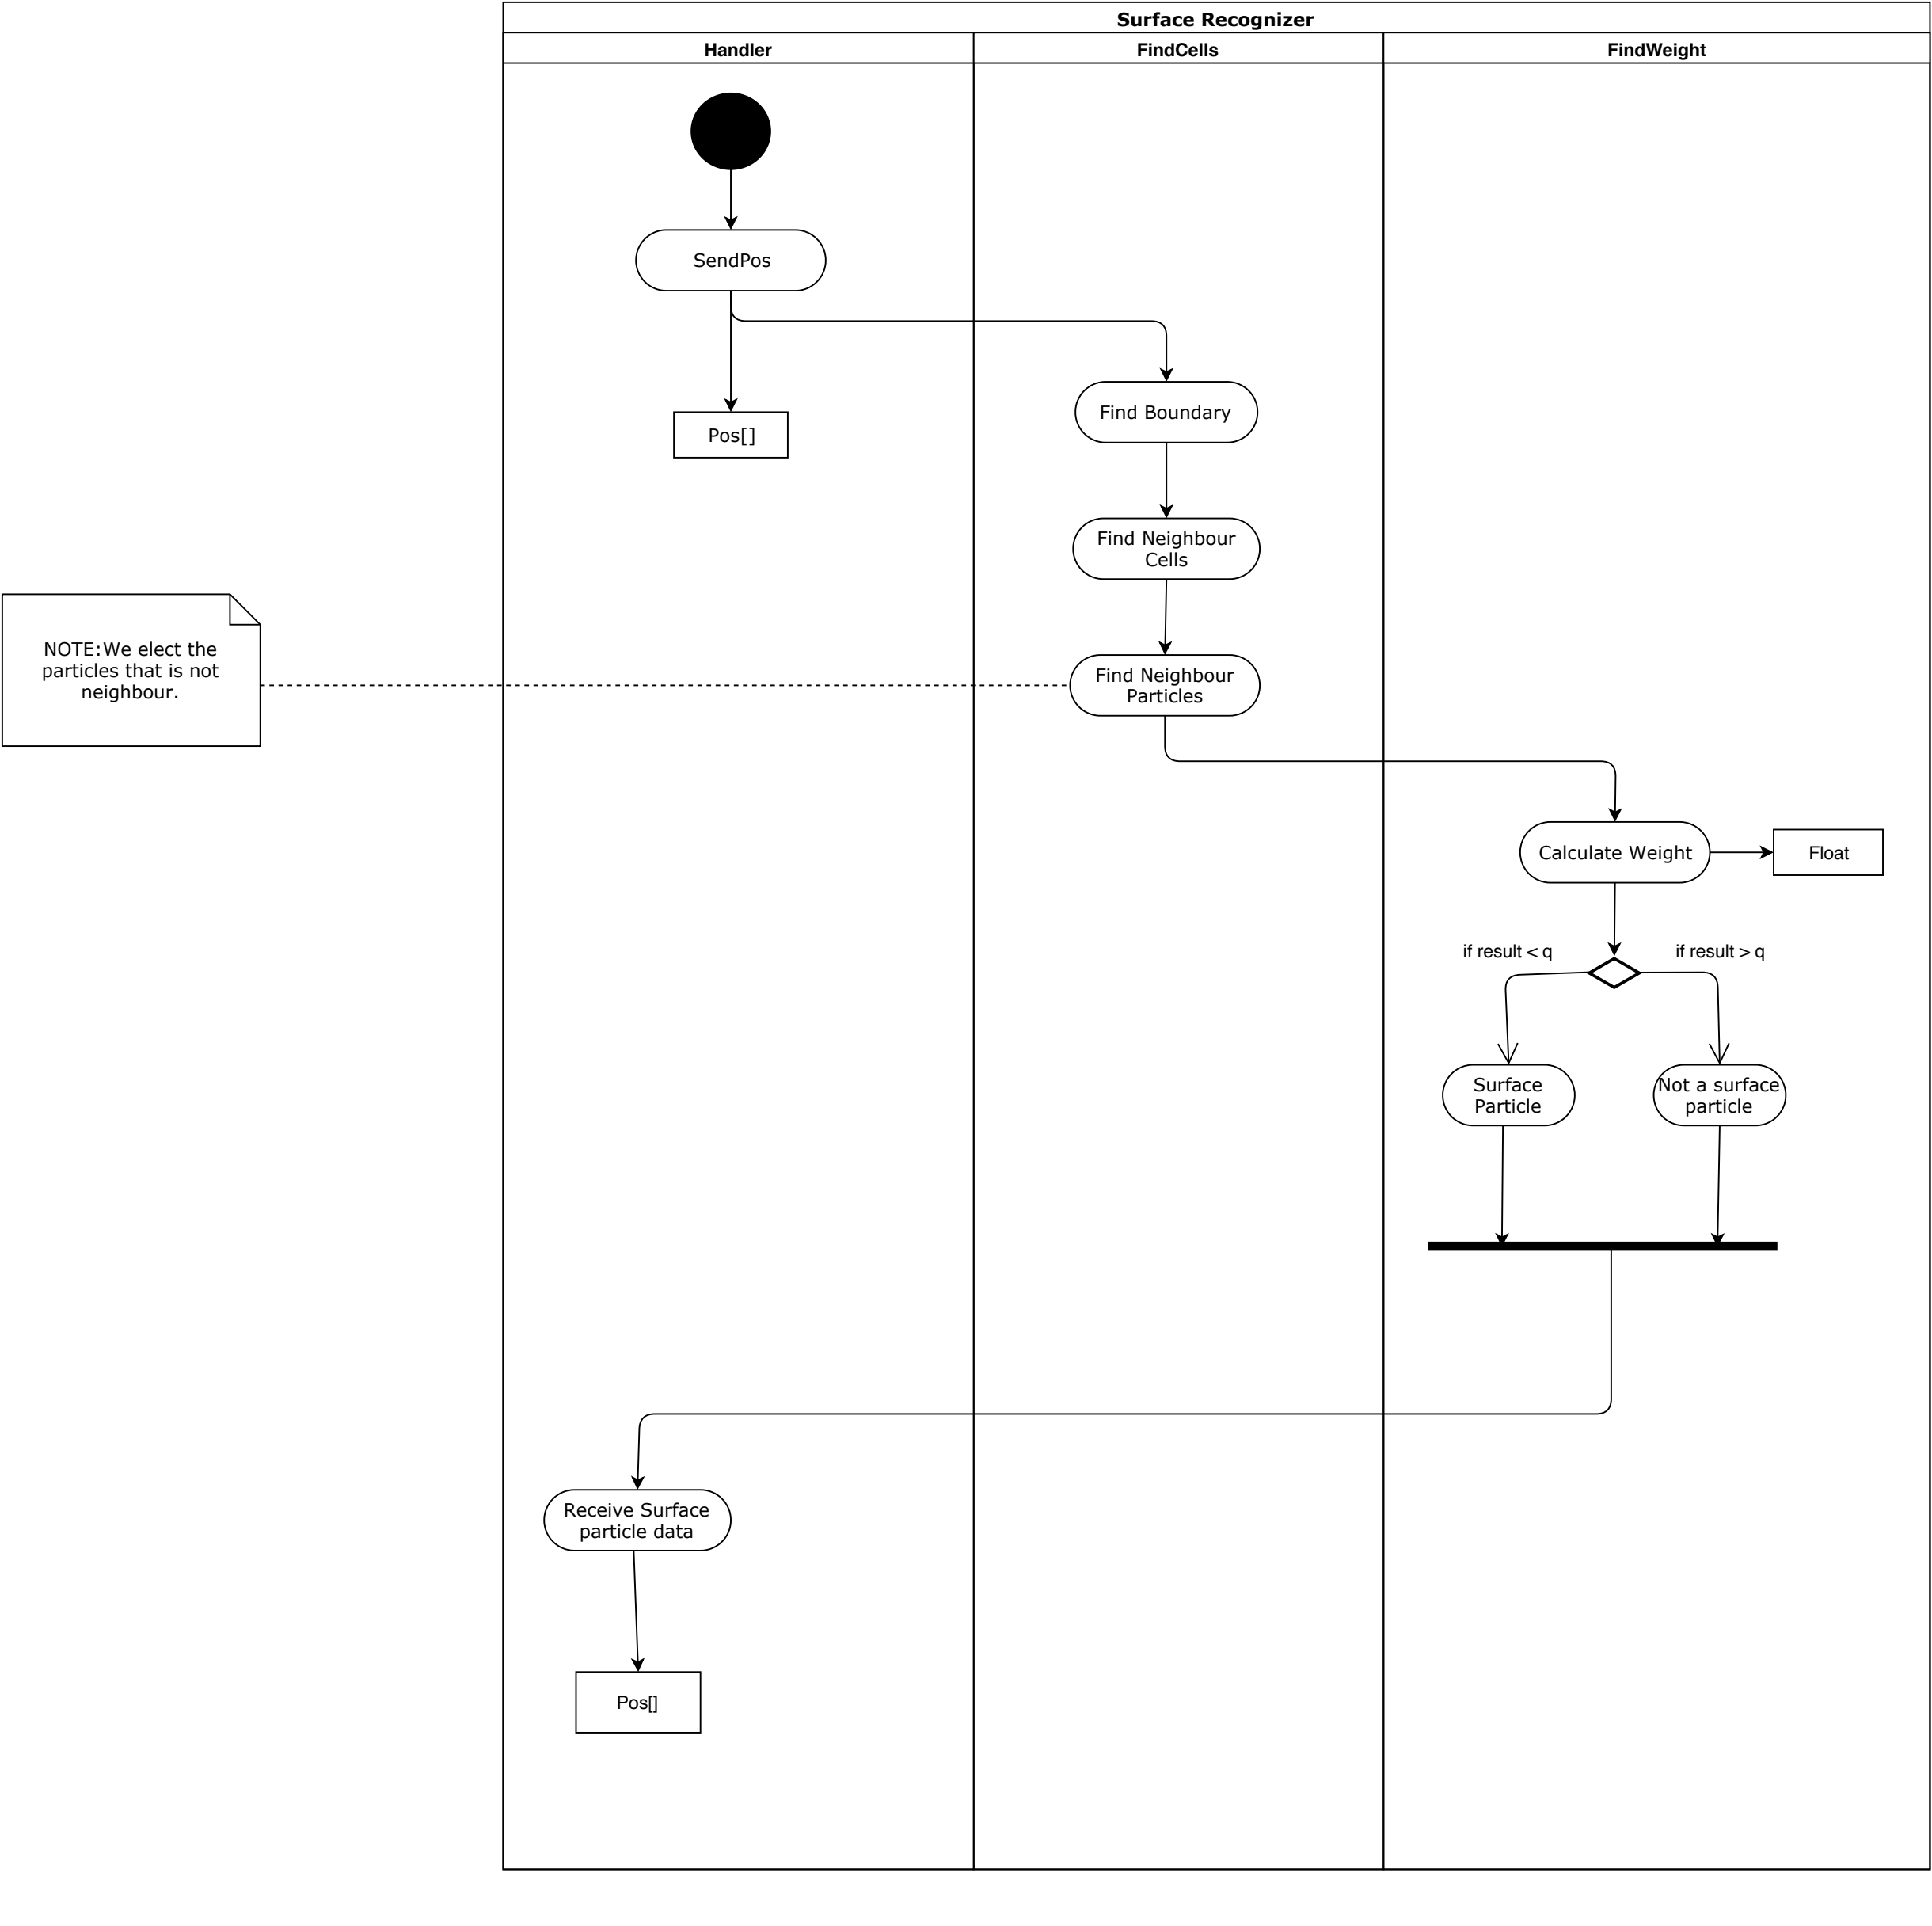 Surface Recognizer
Handler
FindCells
FindWeight
SendPos
Pos[]
Find Boundary
Find Neighbour
Cells
NOTE:We elect the
particles that is not
neighbour.
Find Neighbour
Particles
Calculate Weight
Float
if result < q
if result > q
Surface
Particle
Not a surface
particle
Receive Surface
particle data
Pos[]